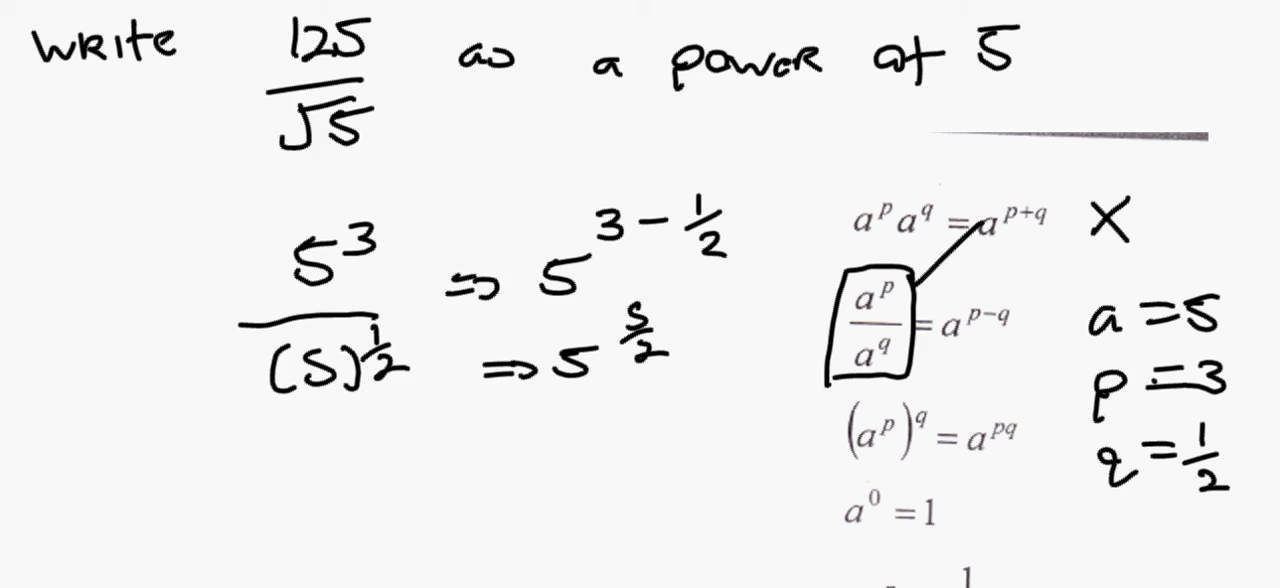 write 125/√5 as a power of 5
a^p a^q = a^(p+q) X
5^3/(5)^(1/2) => 5^(3 - 1/2)
a^p/a^q = a^(p-q) a = 5
=> 5^(5/2)
p = 3
(a^p)^q = a^(pq) q = 1/2
a^0 = 1
1